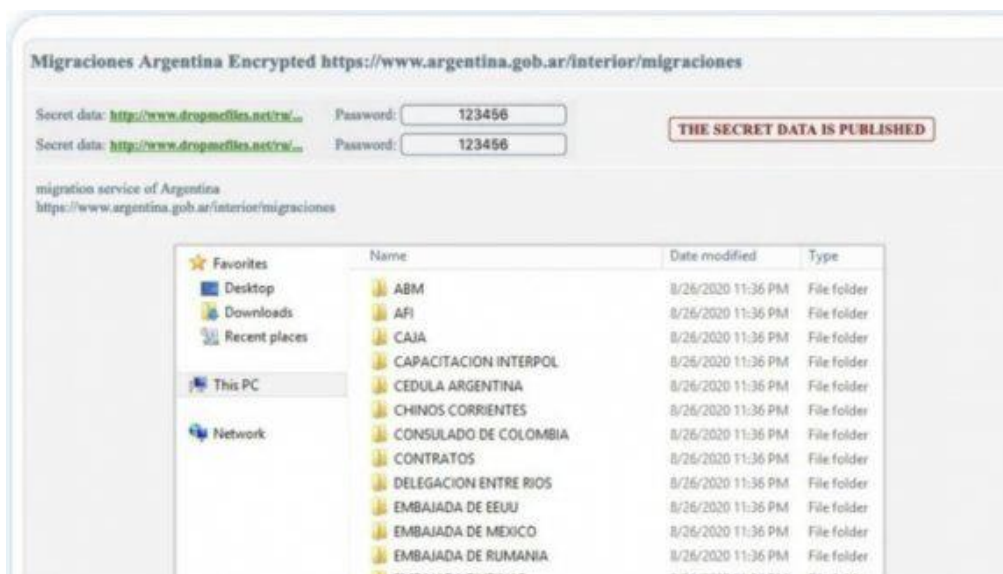 Migraciones Argentina Encrypted https://www.argentina.gob.ar/interior/migraciones
Secret data: http://www.dropmefiles.net/ru/... Password: 123456
THE SECRET DATA IS PUBLISHED
Secret data: http://www.dropmefiles.net/ru/... Password: 123456
migration service of Argentina
https://www.argentina.gob.ar/interior/migraciones
Favorites
Desktop
Downloads
Recent places
This PC
Network
Name Date modified Type
ABM 8/26/2020 11:36 PM File folder
AFI 8/26/2020 11:36 PM File folder
CAJA 8/26/2020 11:36 PM File folder
CAPACITACION INTERPOL 8/26/2020 11:36 PM File folder
CEDULA ARGENTINA 8/26/2020 11:36 PM File folder
CHINOS CORRIENTES 8/26/2020 11:36 PM File folder
CONSULADO DE COLOMBIA 8/26/2020 11:36 PM File folder
CONTRATOS 8/26/2020 11:36 PM File folder
DELEGACION ENTRE RIOS 8/26/2020 11:36 PM File folder
EMBAJADA DE EEUU 8/26/2020 11:36 PM File folder
EMBAJADA DE MEXICO 8/26/2020 11:36 PM File folder
EMBAJADA DE RUMANIA 8/26/2020 11:36 PM File folder